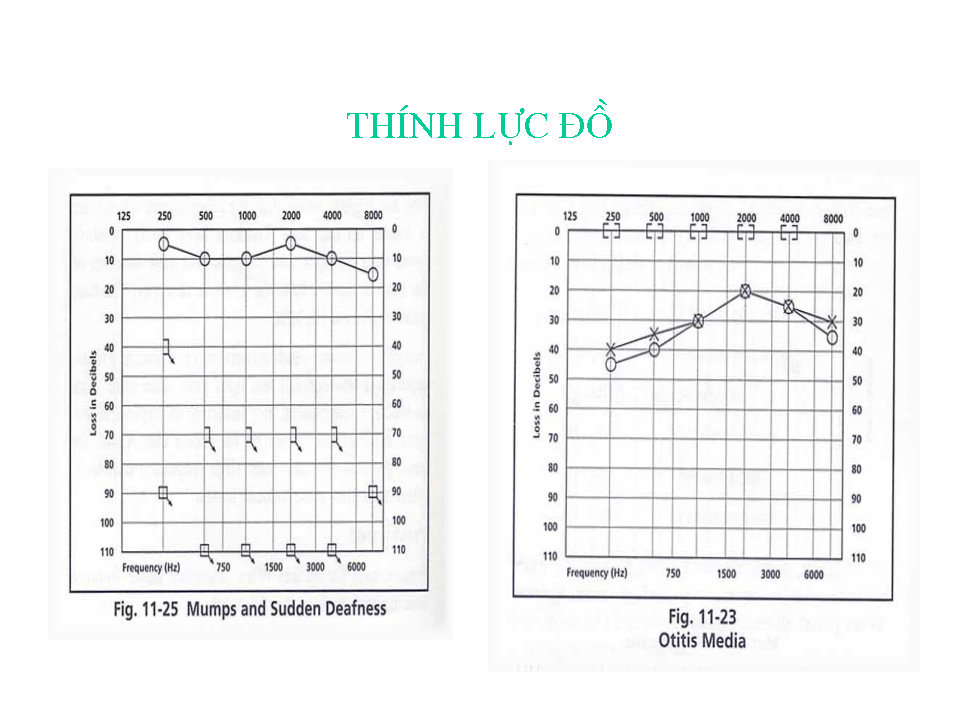 THÍNH LỰC ĐỒ
125 250 500 1000 2000 4000 8000
0 0
10 10
20 20
30 30
40 40
50 50
60 60
70 70
80 80
90 90
100 100
110 110
Loss in Decibels
Frequency (Hz) 750 1500 3000 6000
Fig. 11-25 Mumps and Sudden Deafness
125 250 500 1000 2000 4000 8000
0 0
10 10
20 20
30 30
40 40
50 50
60 60
70 70
80 80
90 90
100 100
110 110
Loss in Decibels
Frequency (Hz) 750 1500 3000 6000
Fig. 11-23
Otitis Media